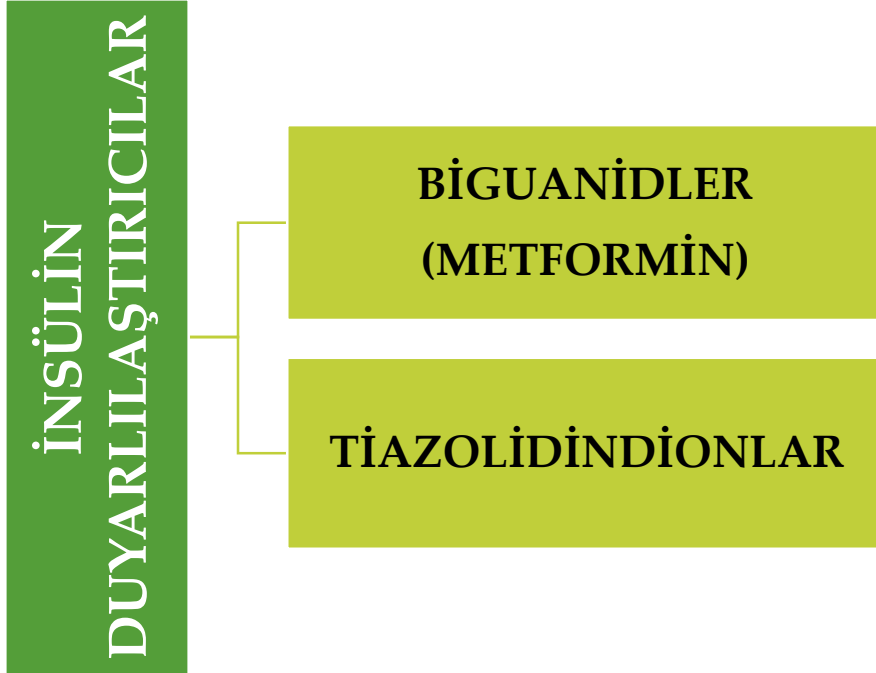 İNSÜLİN
DUYARLILAŞTIRICILAR
BİGUANİDLER
(METFORMİN)
TİAZOLİDİNDİONLAR